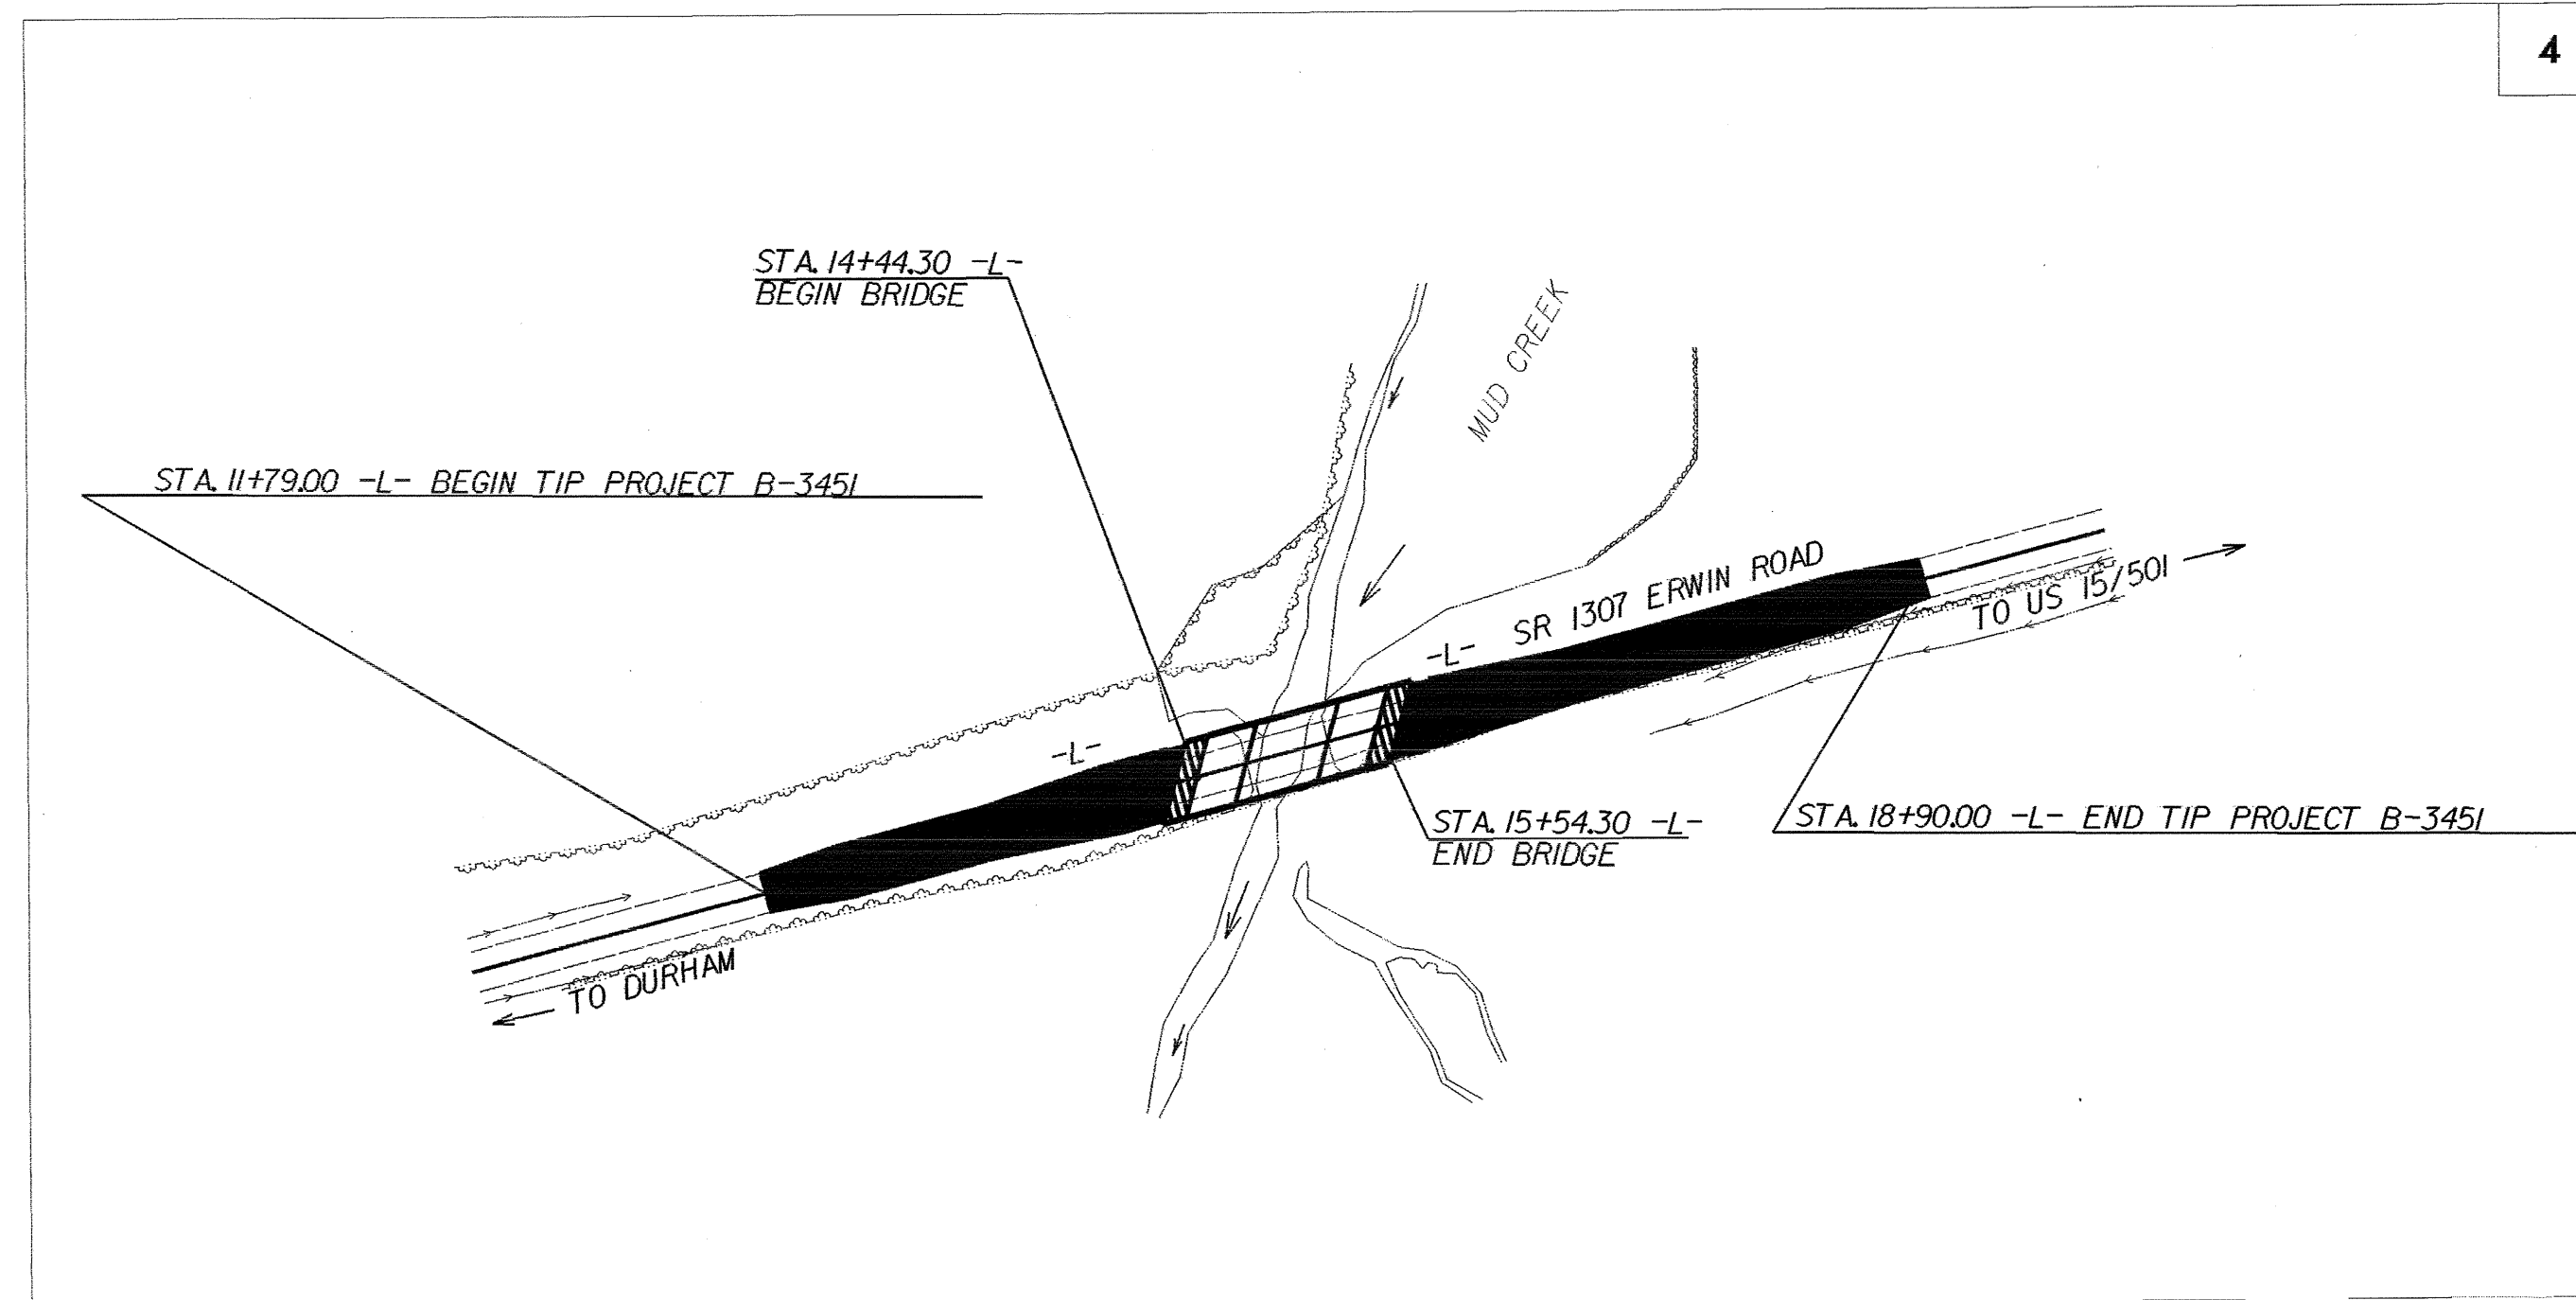 4
STA. 14+44.30 -L-
BEGIN BRIDGE
MUD CREEK
STA. 11+79.00 -L- BEGIN TIP PROJECT B-3451
SR 1307 ERWIN ROAD
TO US 15/501
-L-
-L-
STA. 15+54.30 -L-
END BRIDGE
STA. 18+90.00 -L- END TIP PROJECT B-3451
TO DURHAM